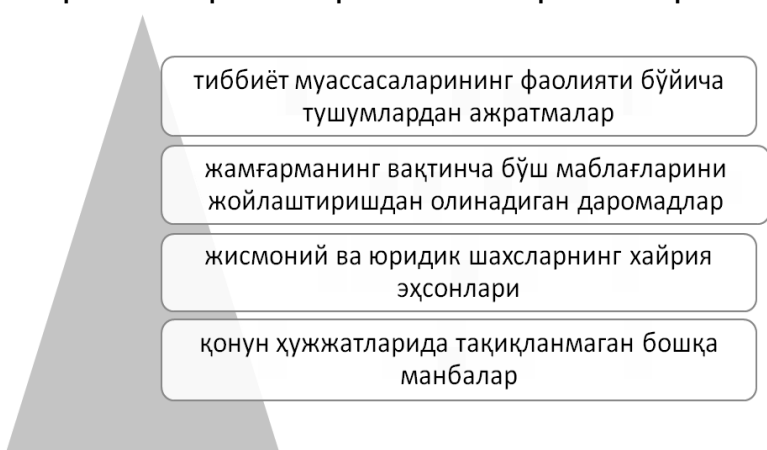 тиббиёт муассасаларининг фаолияти бўйича
тушумлардан ажратмалар
жамғарманинг вақтинча бўш маблағларини
жойлаштиришдан олинадиган даромадлар
жисмоний ва юридик шахсларнинг хайрия
эҳсонлари
қонун ҳужжатларида тақиқланмаган бошқа
манбалар